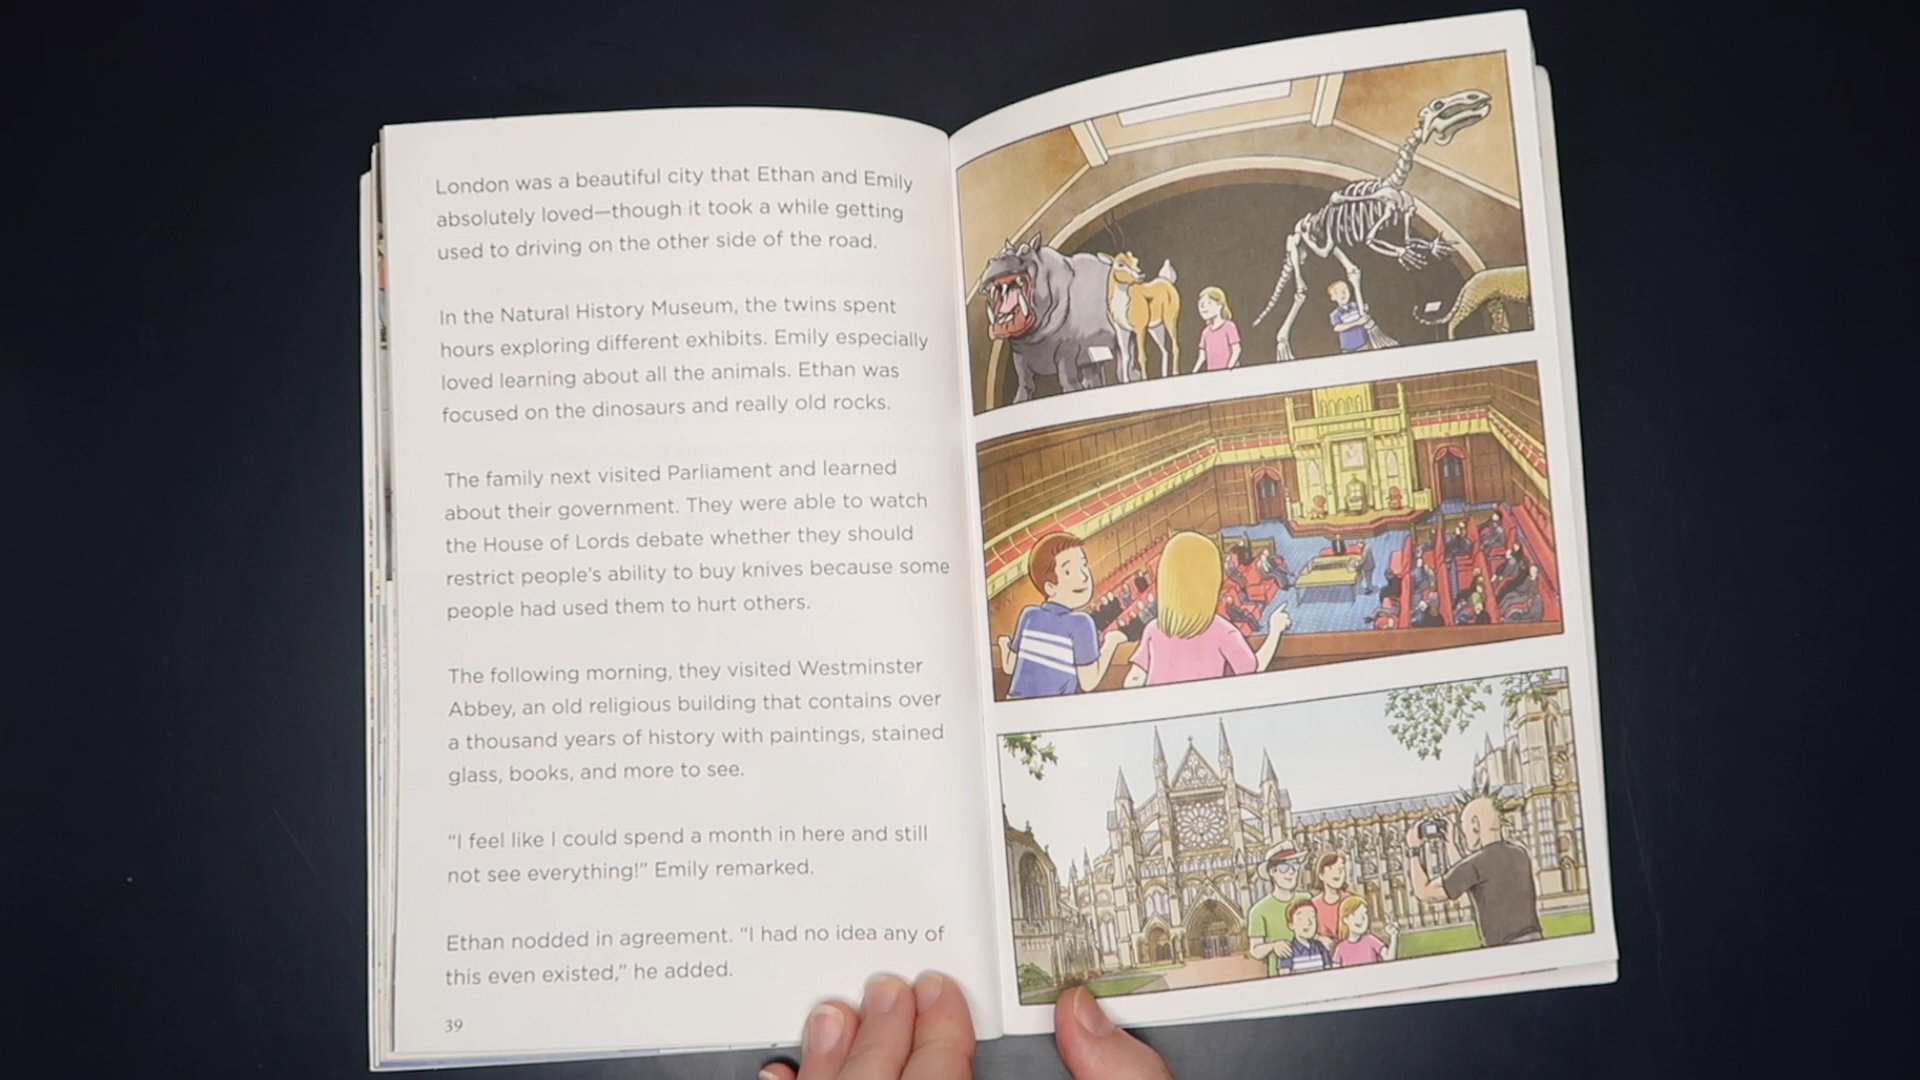 London was a beautiful city that Ethan and Emily
absolutely loved—though it took a while getting
used to driving on the other side of the road.
In the Natural History Museum, the twins spent
hours exploring different exhibits. Emily especially
loved learning about all the animals. Ethan was
focused on the dinosaurs and really old rocks.
The family next visited Parliament and learned
about their government. They were able to watch
the House of Lords debate whether they should
restrict people's ability to buy knives because some
people had used them to hurt others.
The following morning, they visited Westminster
Abbey, an old religious building that contains over
a thousand years of history with paintings, stained
glass, books, and more to see.
“I feel like I could spend a month in here and still
not see everything!” Emily remarked.
Ethan nodded in agreement. “I had no idea any of
this even existed,” he added.
39